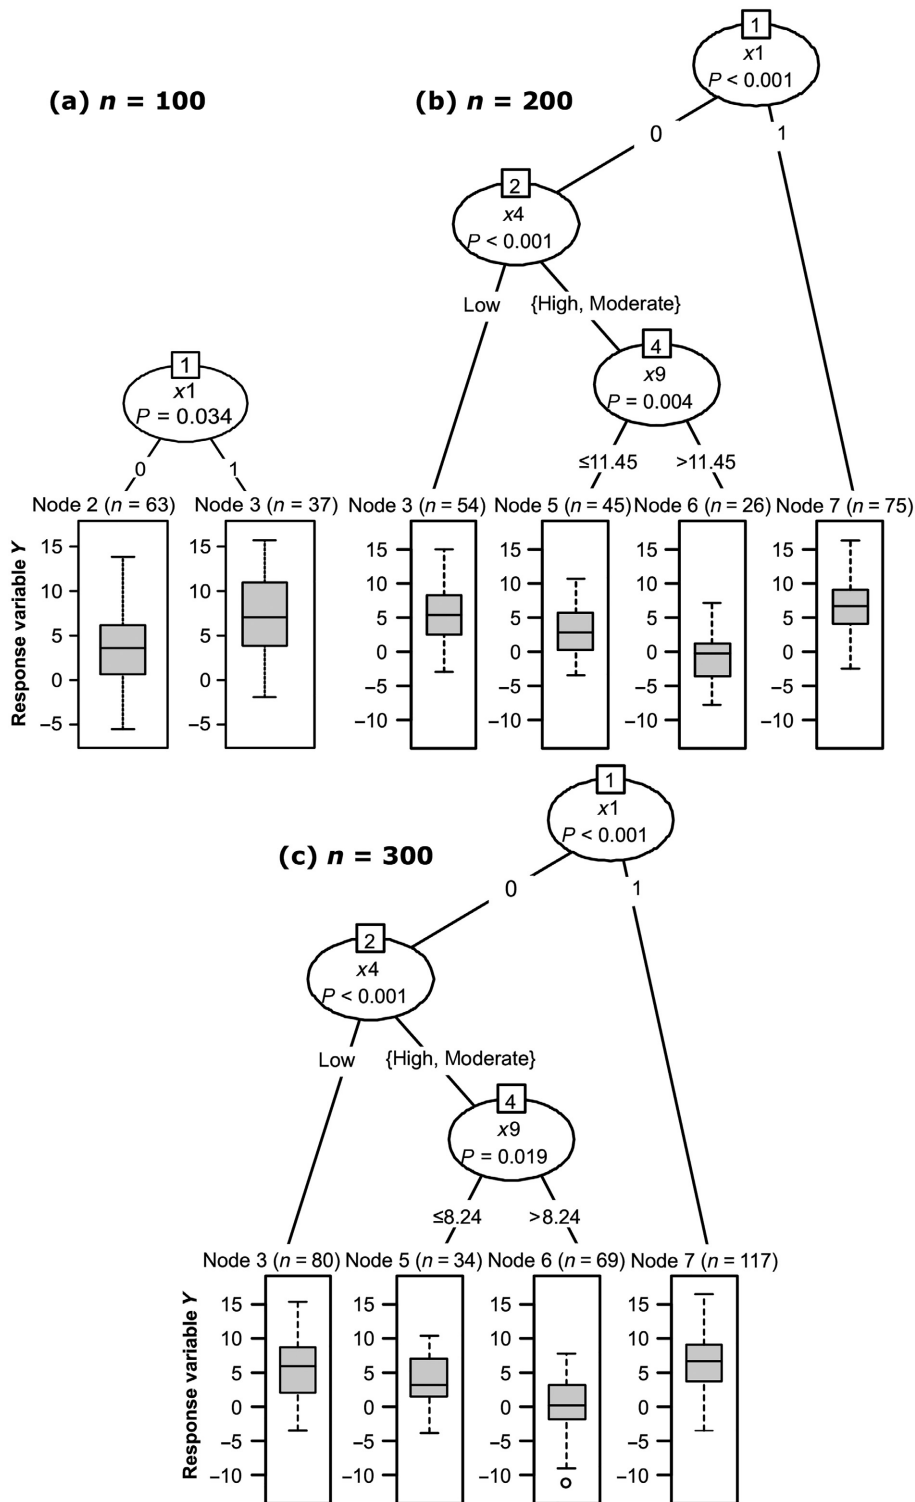 (a) n = 100
1
x1
P = 0.034
0
1
Node 2 (n = 63)
Node 3 (n = 37)
Response variable Y
15
10
5
0
−5
15
10
5
0
−5
(b) n = 200
1
x1
P < 0.001
0
1
2
x4
P < 0.001
Low
{High, Moderate}
4
x9
P = 0.004
≤11.45
>11.45
Node 3 (n = 54)
Node 5 (n = 45)
Node 6 (n = 26)
Node 7 (n = 75)
15
10
5
0
−5
−10
15
10
5
0
−5
−10
15
10
5
0
−5
−10
15
10
5
0
−5
−10
(c) n = 300
1
x1
P < 0.001
0
1
2
x4
P < 0.001
Low
{High, Moderate}
4
x9
P = 0.019
≤8.24
>8.24
Node 3 (n = 80)
Node 5 (n = 34)
Node 6 (n = 69)
Node 7 (n = 117)
Response variable Y
15
10
5
0
−5
−10
15
10
5
0
−5
−10
15
10
5
0
−5
−10
15
10
5
0
−5
−10